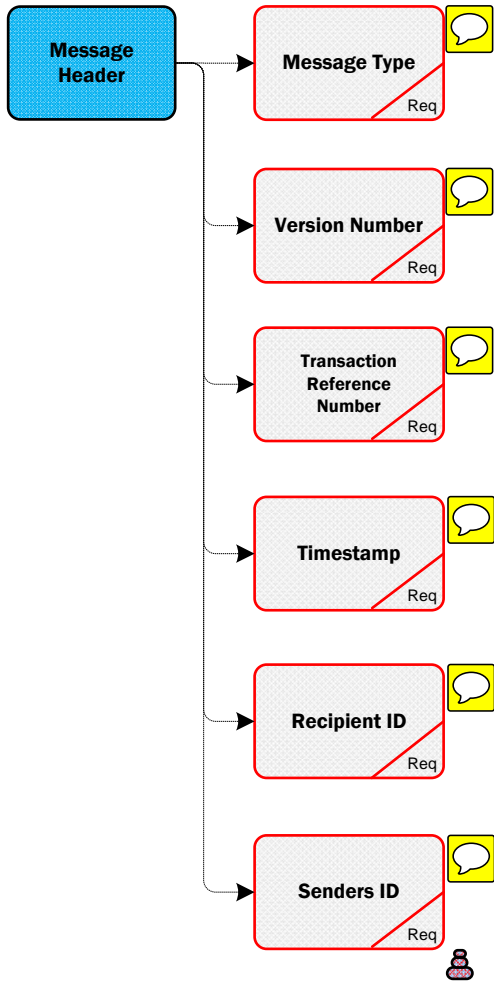 Message
Header
Message Type
Req
Version Number
Req
Transaction
Reference
Number
Req
Timestamp
Req
Recipient ID
Req
Senders ID
Req